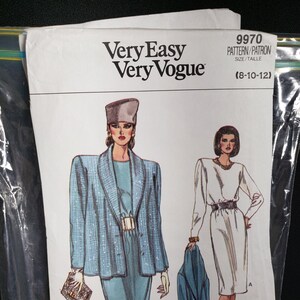 Very Easy
Very Vogue
9970
PATTERN/PATRON
SIZE/TAILLE
(8-10-12)
A